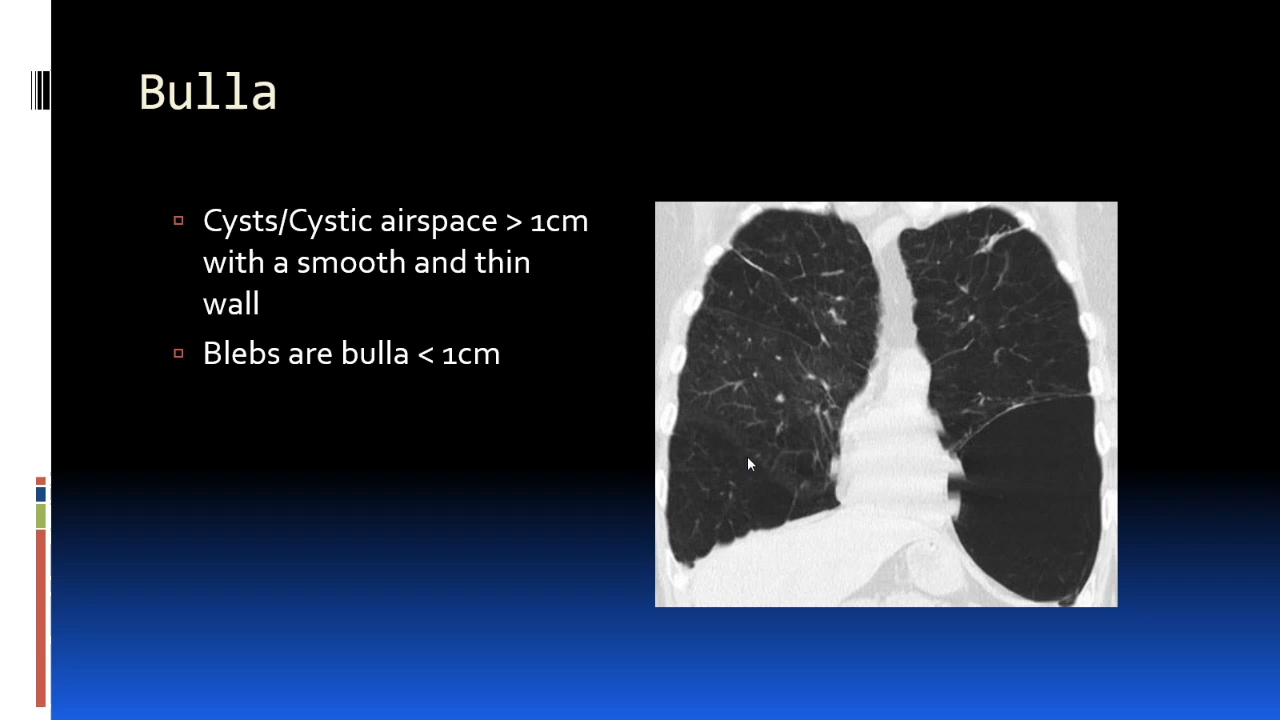 Bulla
Cysts/Cystic airspace > 1cm
with a smooth and thin
wall
Blebs are bulla < 1cm